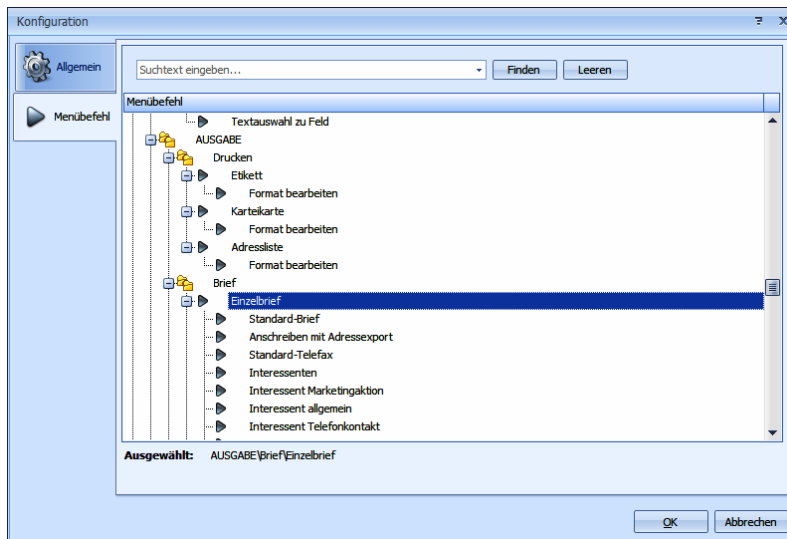 Konfiguration
Allgemein
Menübefehl
Suchtext eingeben...
Finden
Leeren
Menübefehl
Textauswahl zu Feld
AUSGABE
Drucken
Etikett
Format bearbeiten
Karteikarte
Format bearbeiten
Adressliste
Format bearbeiten
Brief
Einzelbrief
Standard-Brief
Anschreiben mit Adressexport
Standard-Telefax
Interessenten
Interessent Marketingaktion
Interessent allgemein
Interessent Telefonkontakt
Ausgewählt: AUSGABE\Brief\Einzelbrief
OK
Abbrechen